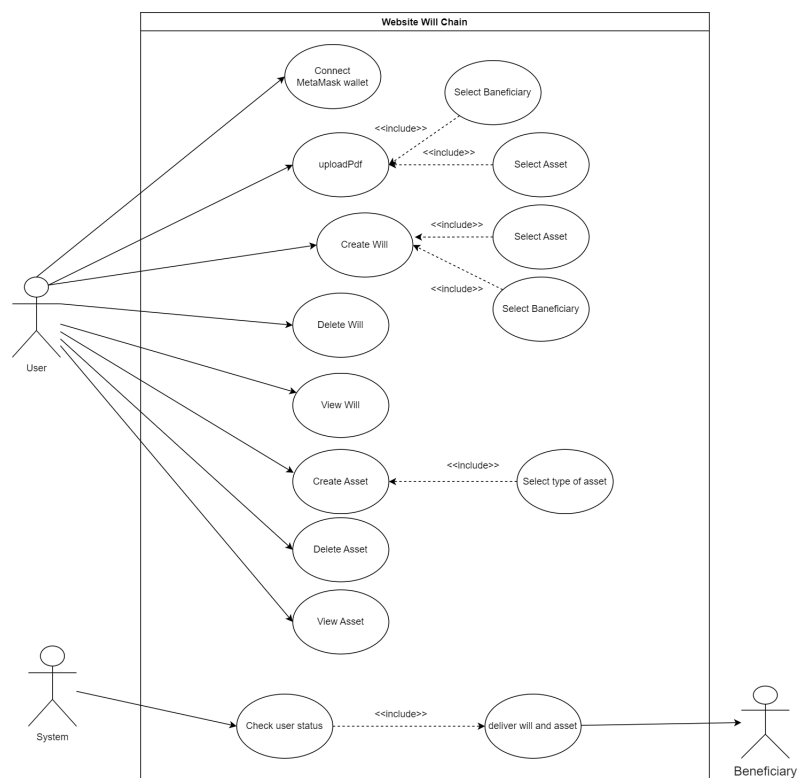 Website Will Chain
Connect
MetaMask wallet
Select Baneficiary
<<include>>
<<include>>
uploadPdf
Select Asset
<<include>>
Select Asset
Create Will
<<include>>
Select Baneficiary
Delete Will
User
View Will
<<include>>
Create Asset
Select type of asset
Delete Asset
View Asset
<<include>>
Check user status
deliver will and asset
System
Beneficiary